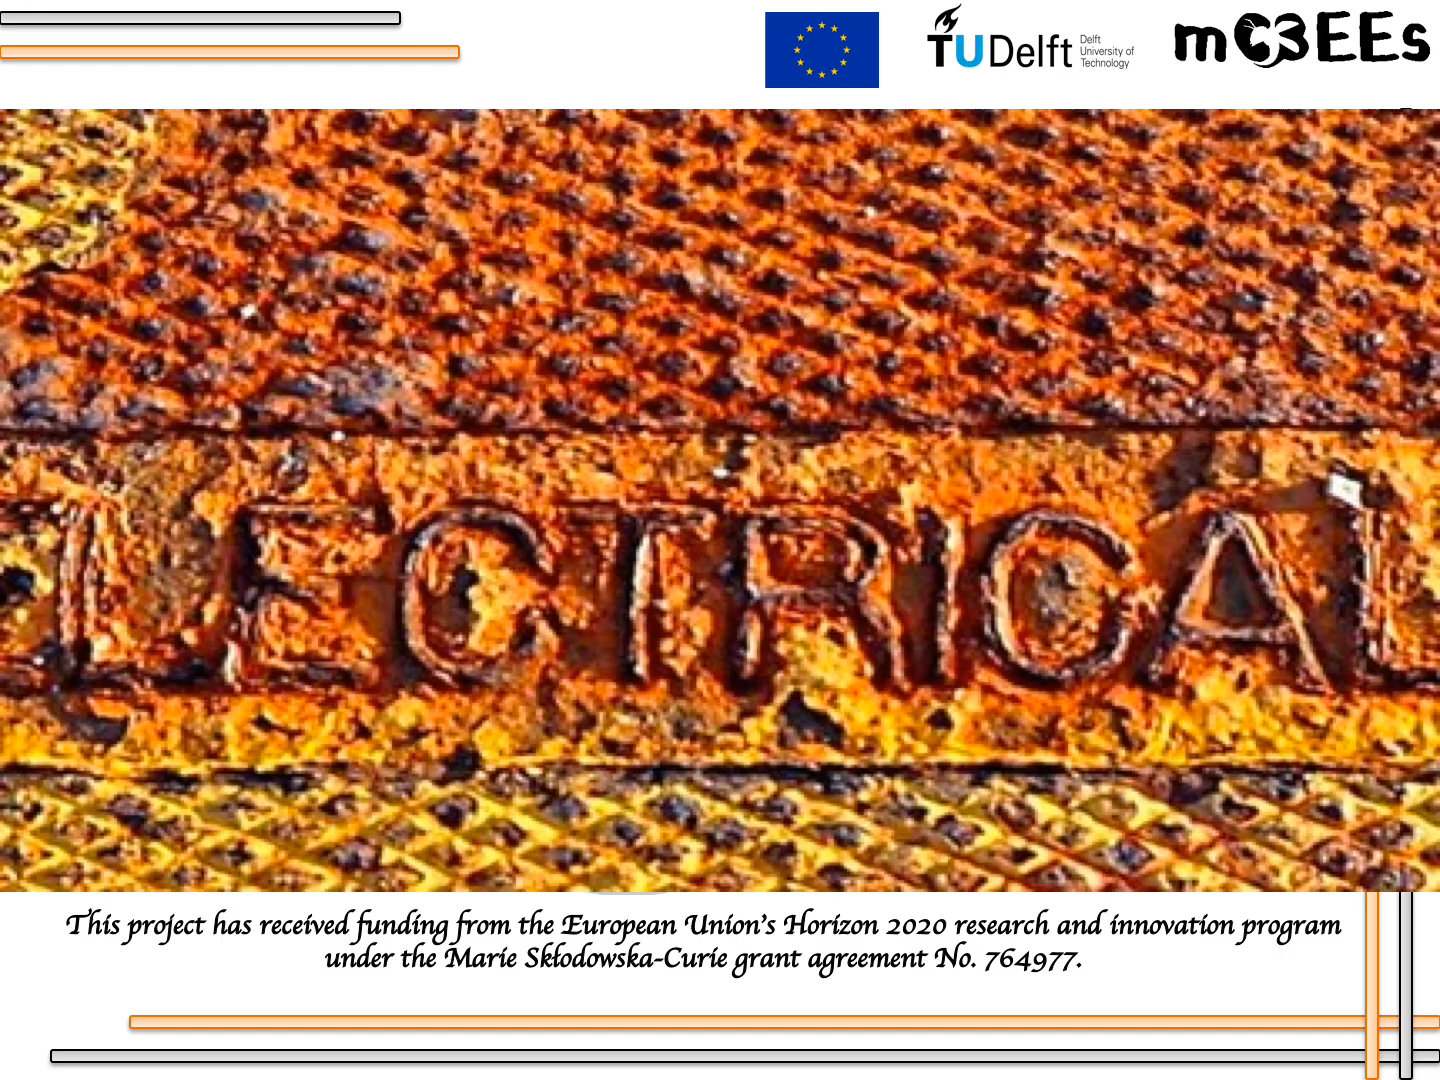 TUDelft
Delft
University of
Technology
mC3EEs
LECTRICAL
This project has received funding from the European Union's Horizon 2020 research and innovation program
under the Marie Skłodowska-Curie grant agreement No. 764977.